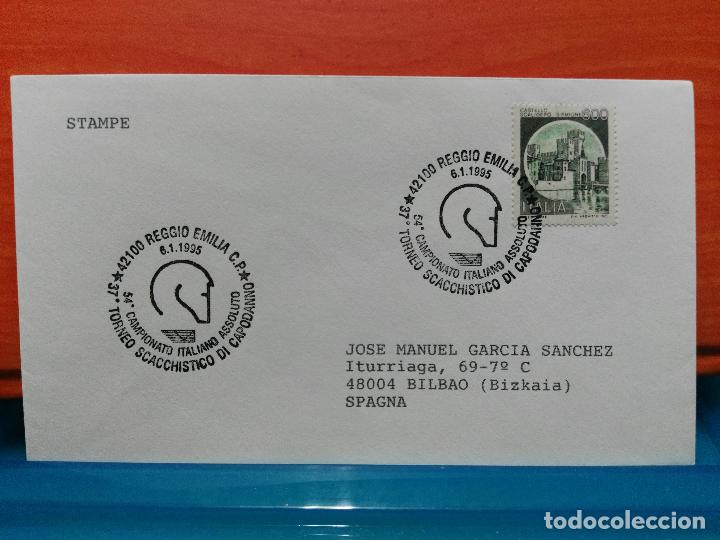 STAMPE
CASTELLO
SCALIGERO SIRMIONE
600
ITALIA
★ 42100 REGGIO EMILIA C.P. ★
6.1.1995
54° CAMPIONATO ITALIANO ASSOLUTO
37° TORNEO SCACCHISTICO DI CAPODANNO
★ 42100 REGGIO EMILIA C.P. ★
6.1.1995
54° CAMPIONATO ITALIANO ASSOLUTO
37° TORNEO SCACCHISTICO DI CAPODANNO
JOSE MANUEL GARCIA SANCHEZ
Iturriaga, 69-7º C
48004 BILBAO (Bizkaia)
SPAGNA
todocoleccion.net